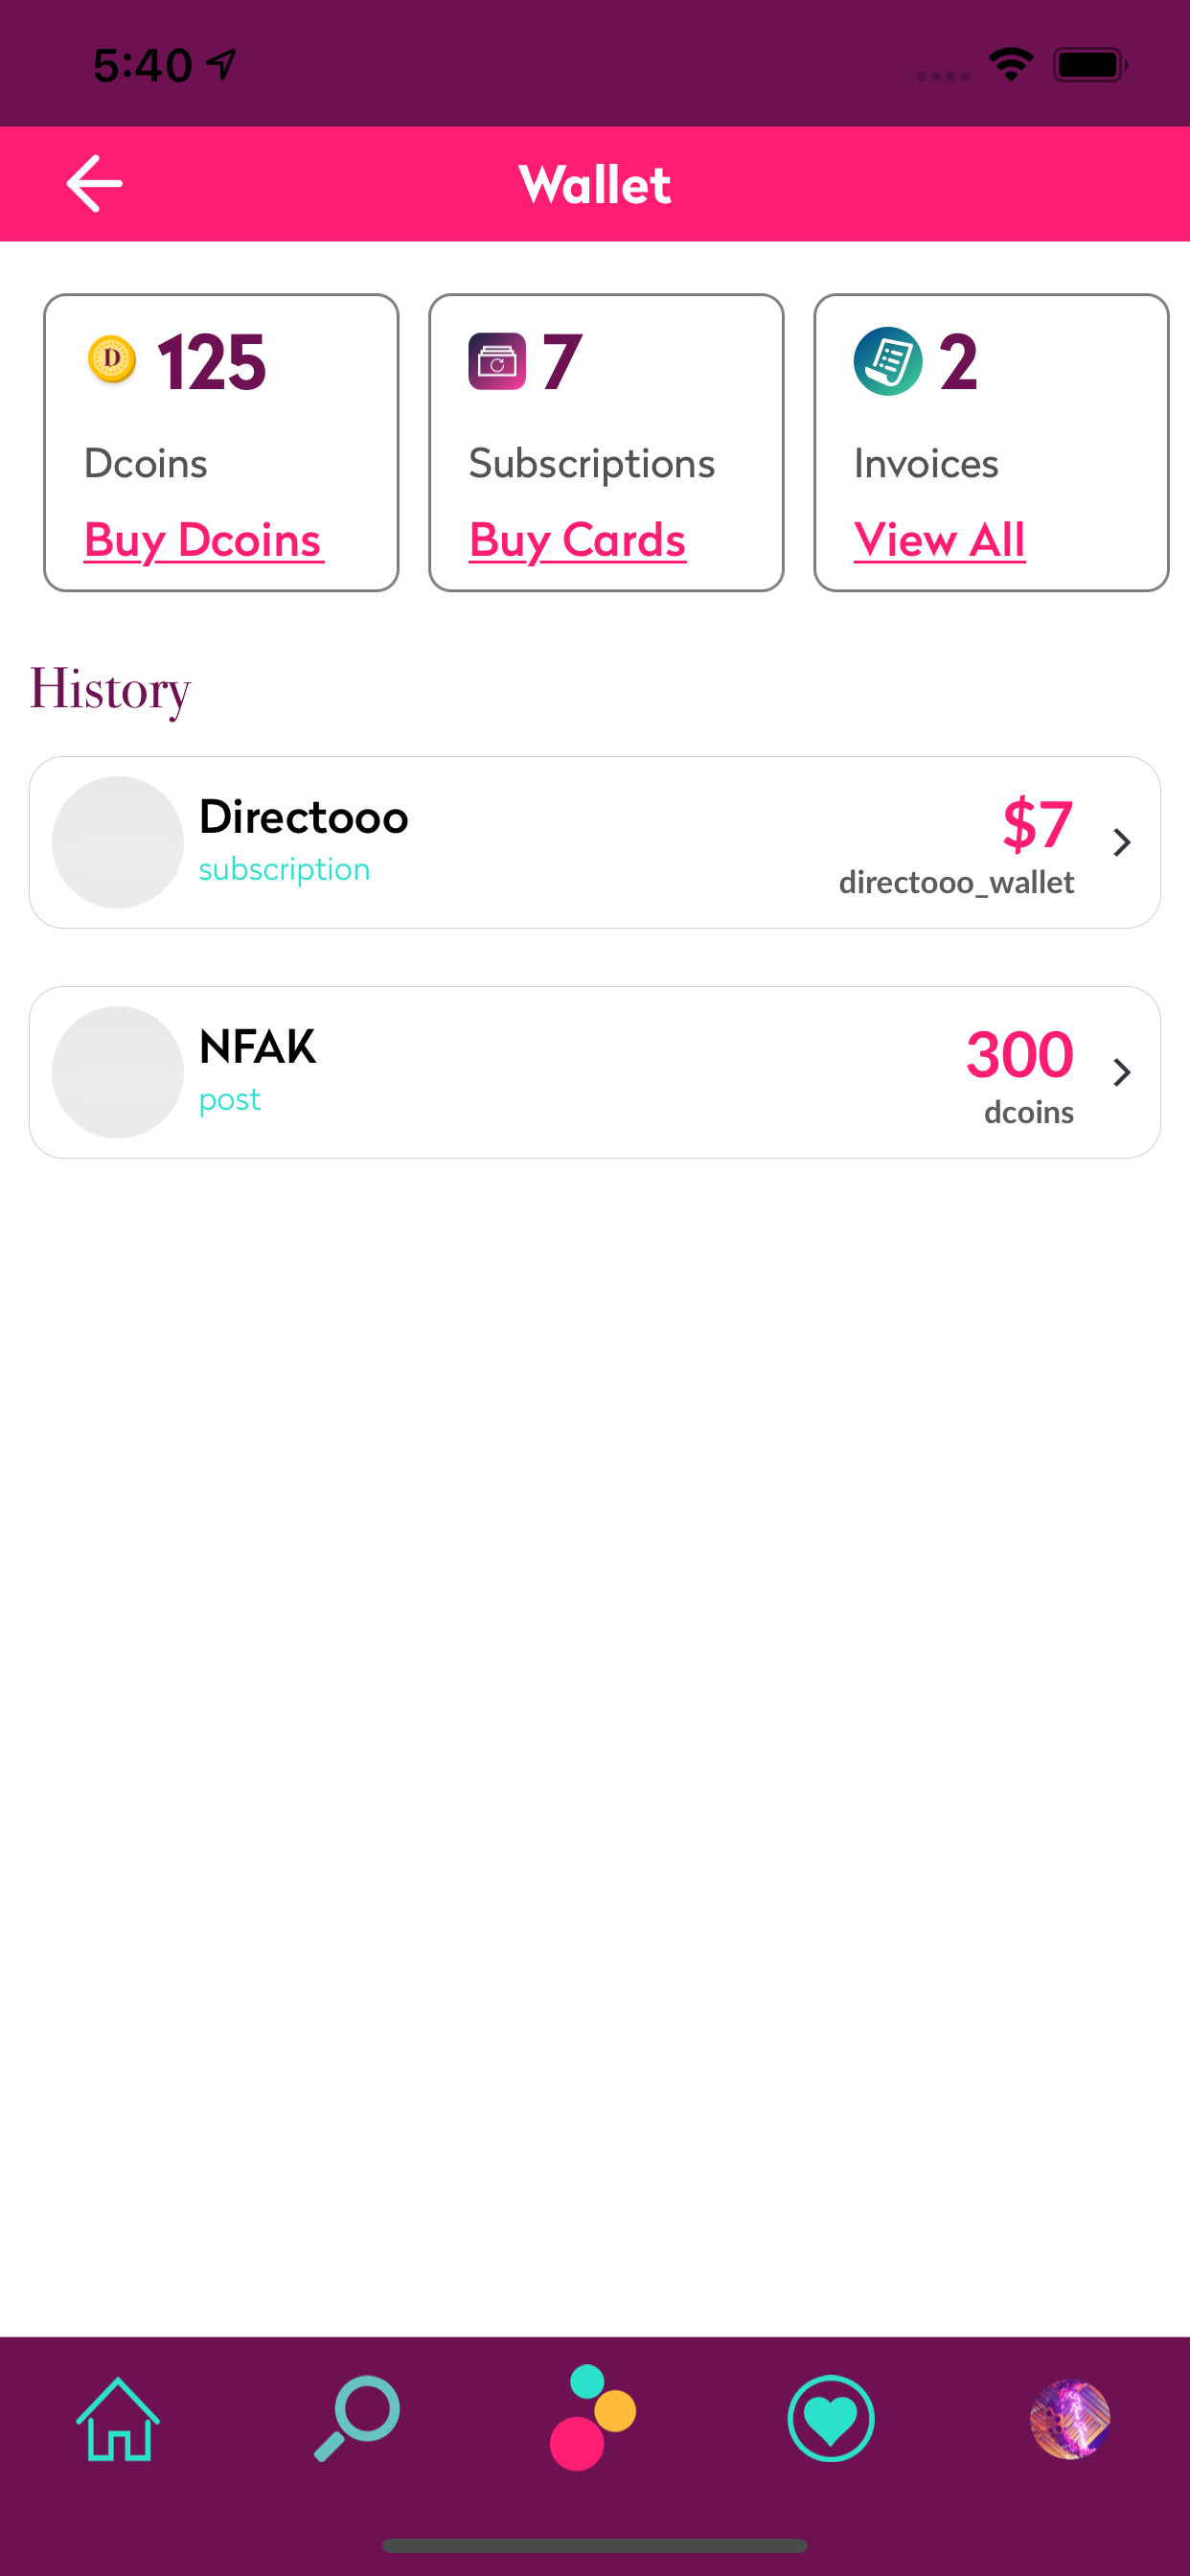 5:40
Wallet
D 125
Dcoins
Buy Dcoins
7
Subscriptions
Buy Cards
2
Invoices
View All
History
Directooo
subscription
$7
directooo_wallet
NFAK
post
300
dcoins